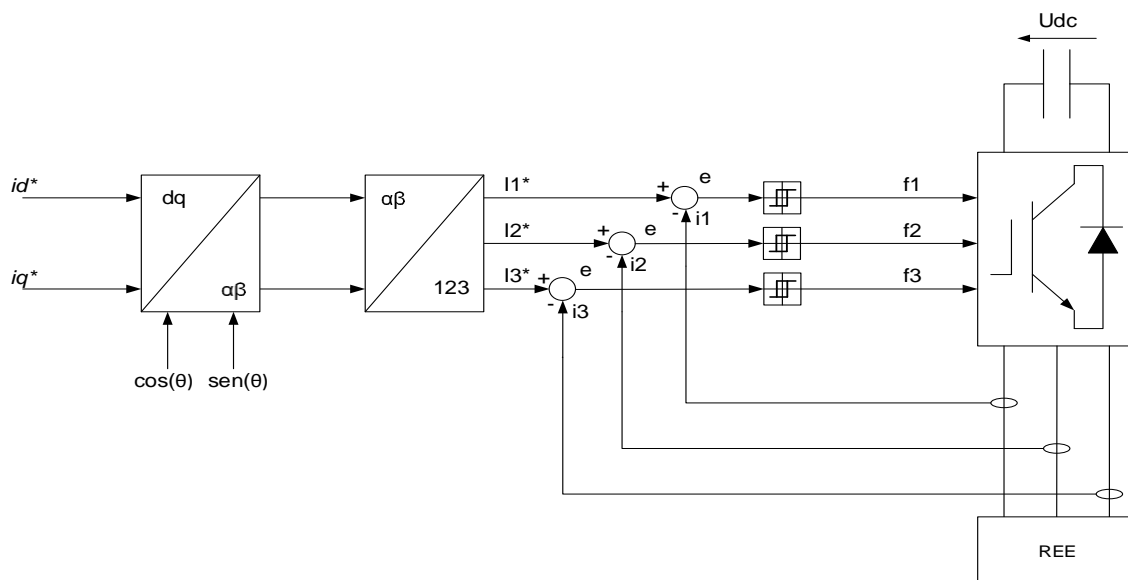 Udc
id*
dq
αβ
I1*
+
-
e
i1
f1
I2*
+
-
e
i2
f2
iq*
αβ
123
I3*
+
-
e
i3
f3
cos(θ)
sen(θ)
REE